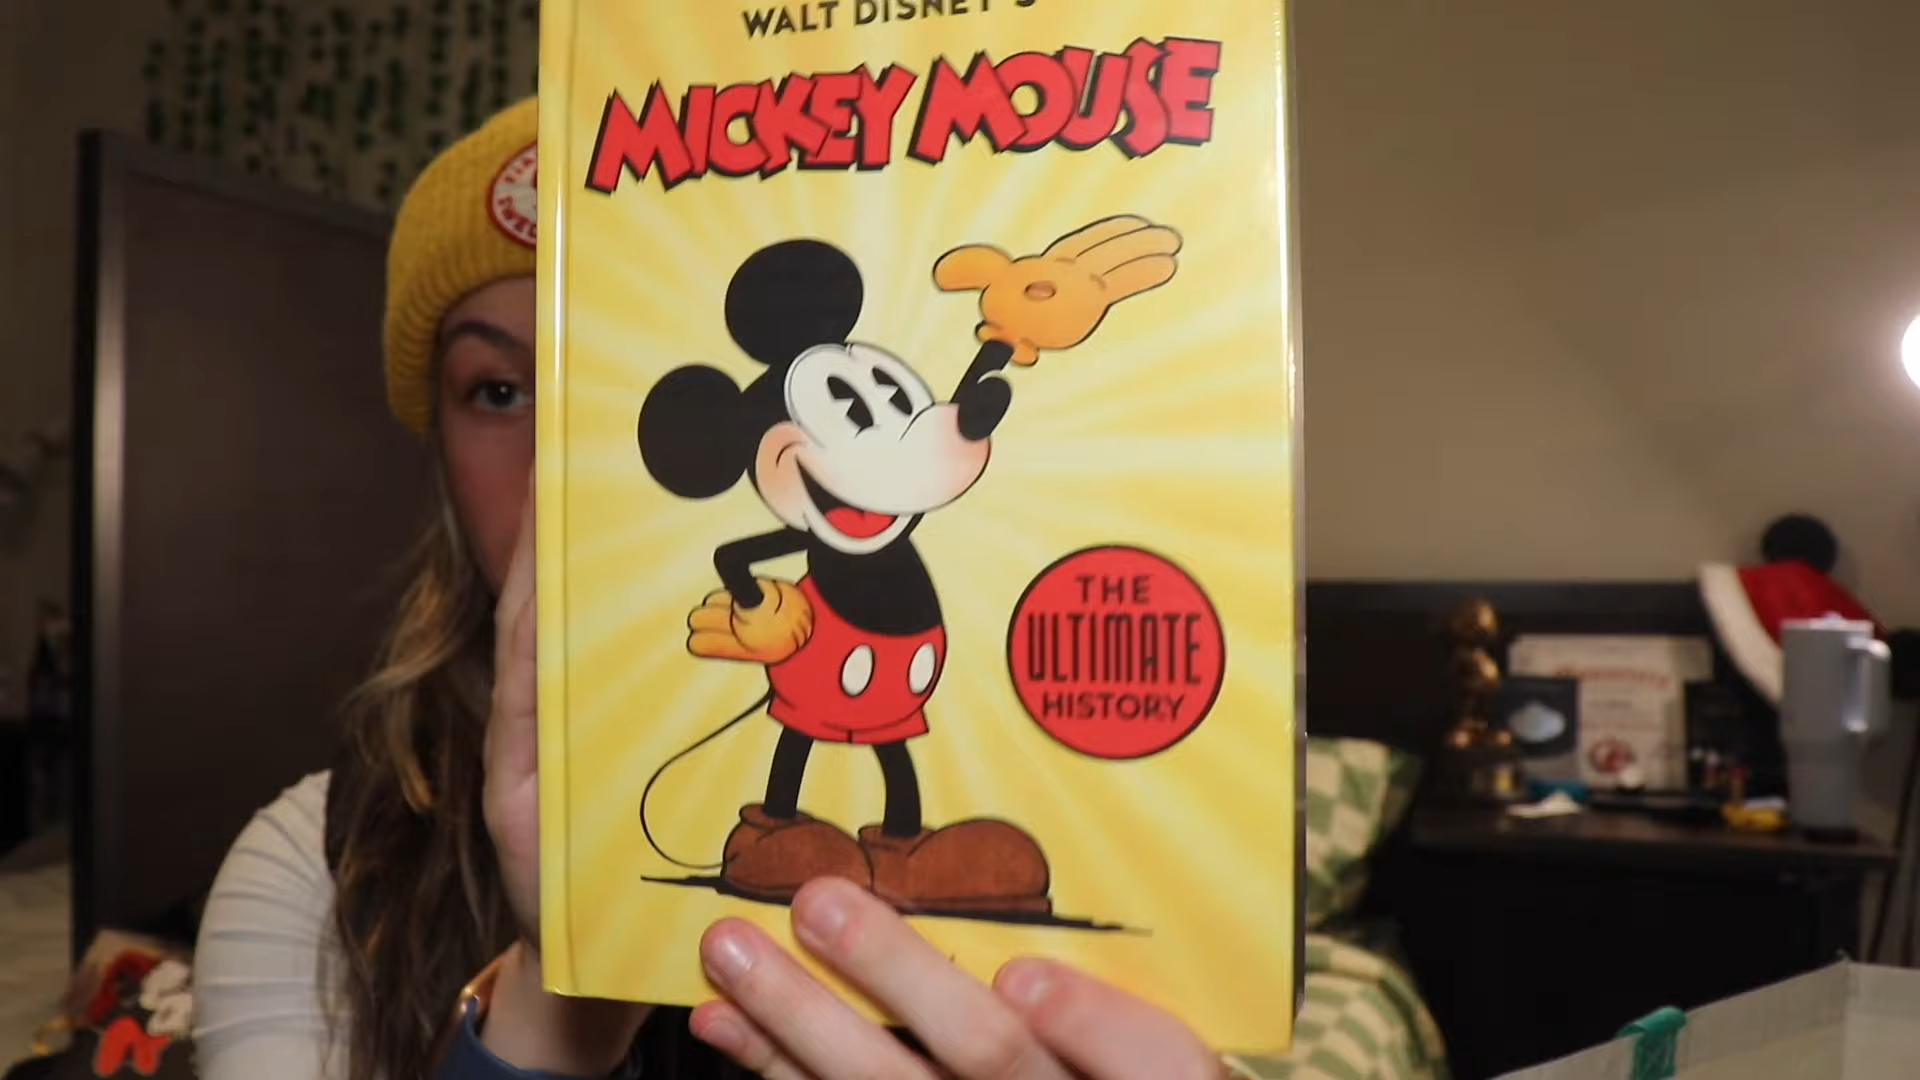 WALT DISNEY'S
MICKEY MOUSE
THE
ULTIMATE
HISTORY